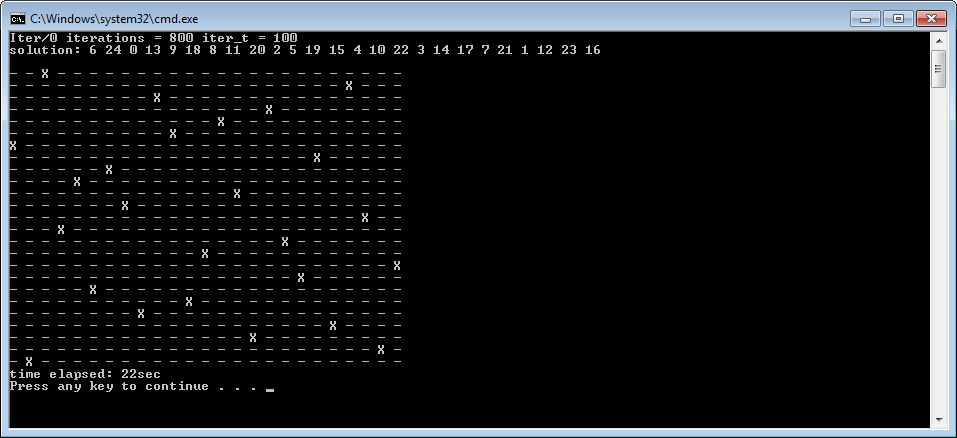 C:\Windows\system32\cmd.exe
Iter/0 iterations = 800 iter_t = 100
solution: 6 24 0 13 9 18 8 11 20 2 5 19 15 4 10 22 3 14 17 7 21 1 12 23 16
- - X - - - - - - - - - - - - - - - - - - - - - -
- - - - - - - - - - - - - - - - - - - - - X - - -
- - - - - - - - - X - - - - - - - - - - - - - - -
- - - - - - - - - - - - - - - - X - - - - - - - -
- - - - - - - - - - - - - X - - - - - - - - - - -
- - - - - - - - - - X - - - - - - - - - - - - - -
X - - - - - - - - - - - - - - - - - - - - - - - -
- - - - - - - - - - - - - - - - - - - X - - - - -
- - - - - - X - - - - - - - - - - - - - - - - - -
- - - - X - - - - - - - - - - - - - - - - - - - -
- - - - - - - - - - - - - - X - - - - - - - - - -
- - - - - - - X - - - - - - - - - - - - - - - - -
- - - - - - - - - - - - - - - - - - - - - - X - -
- - - X - - - - - - - - - - - - - - - - - - - - -
- - - - - - - - - - - - - - - - - X - - - - - - -
- - - - - - - - - - - - X - - - - - - - - - - - -
- - - - - - - - - - - - - - - - - - - - - - - - X
- - - - - - - - - - - - - - - - - - X - - - - - -
- - - - - X - - - - - - - - - - - - - - - - - - -
- - - - - - - - - - - X - - - - - - - - - - - - -
- - - - - - - - X - - - - - - - - - - - - - - - -
- - - - - - - - - - - - - - - - - - - - X - - - -
- - - - - - - - - - - - - - - X - - - - - - - - -
- - - - - - - - - - - - - - - - - - - - - - - X -
- X - - - - - - - - - - - - - - - - - - - - - - -
time elapsed: 22sec
Press any key to continue . . . _